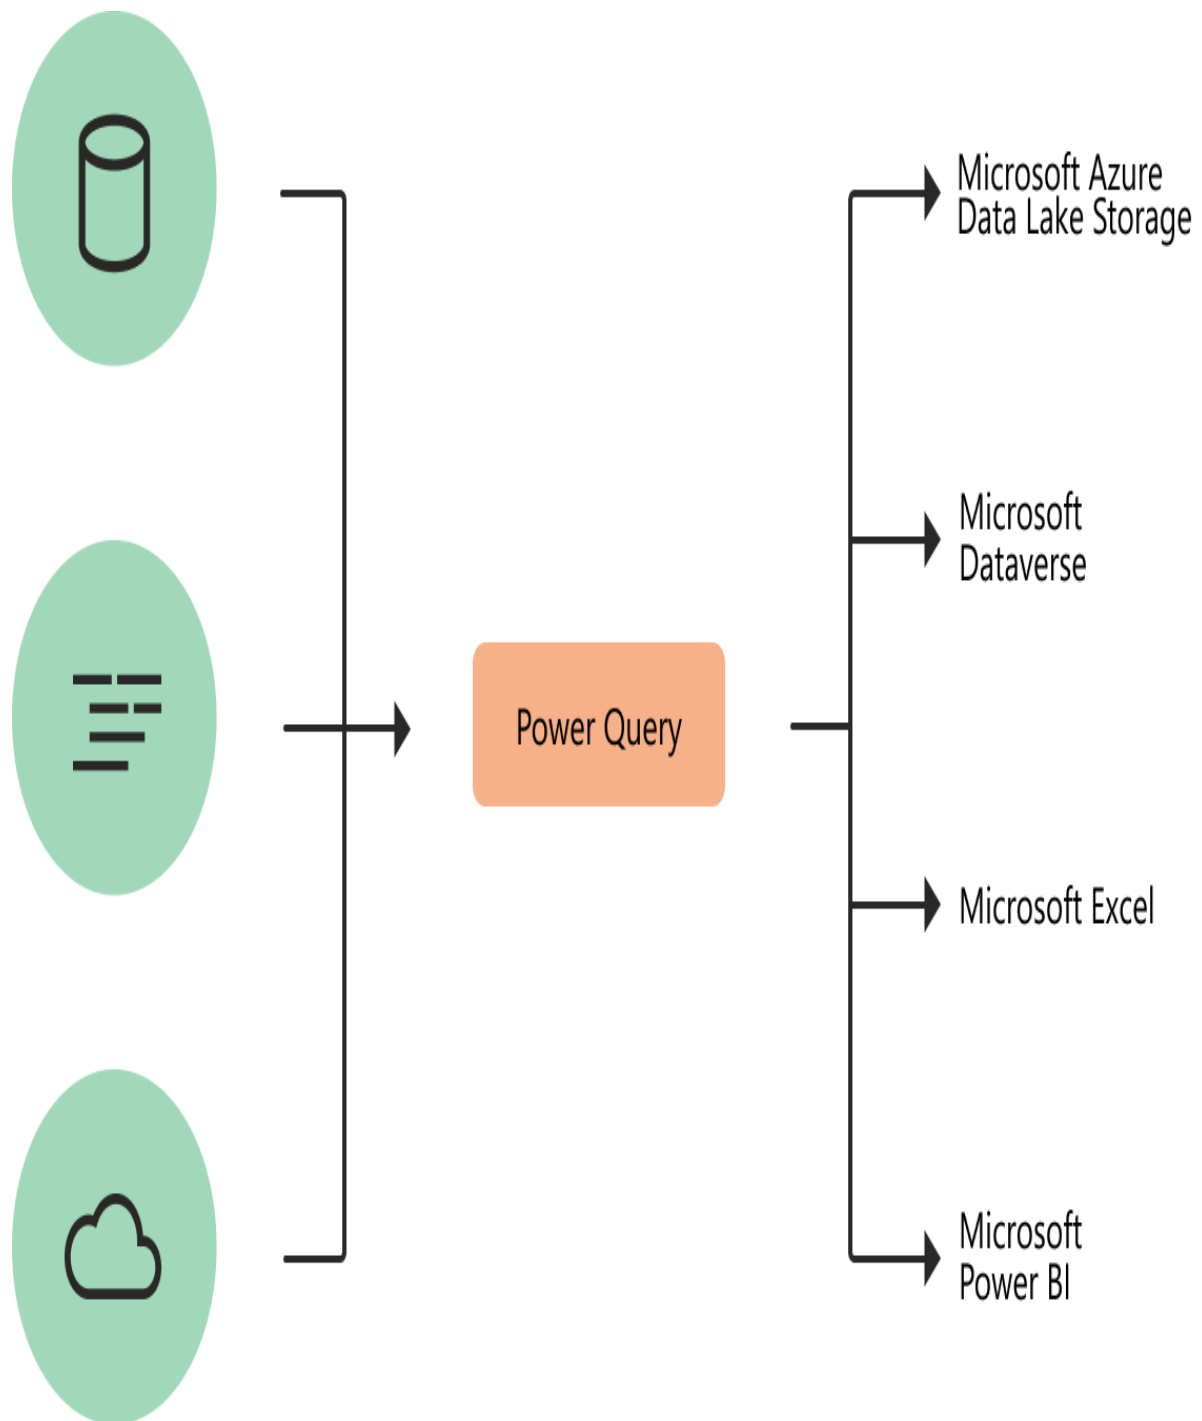 Microsoft Azure
Data Lake Storage
Microsoft
Dataverse
Power Query
Microsoft Excel
Microsoft
Power BI